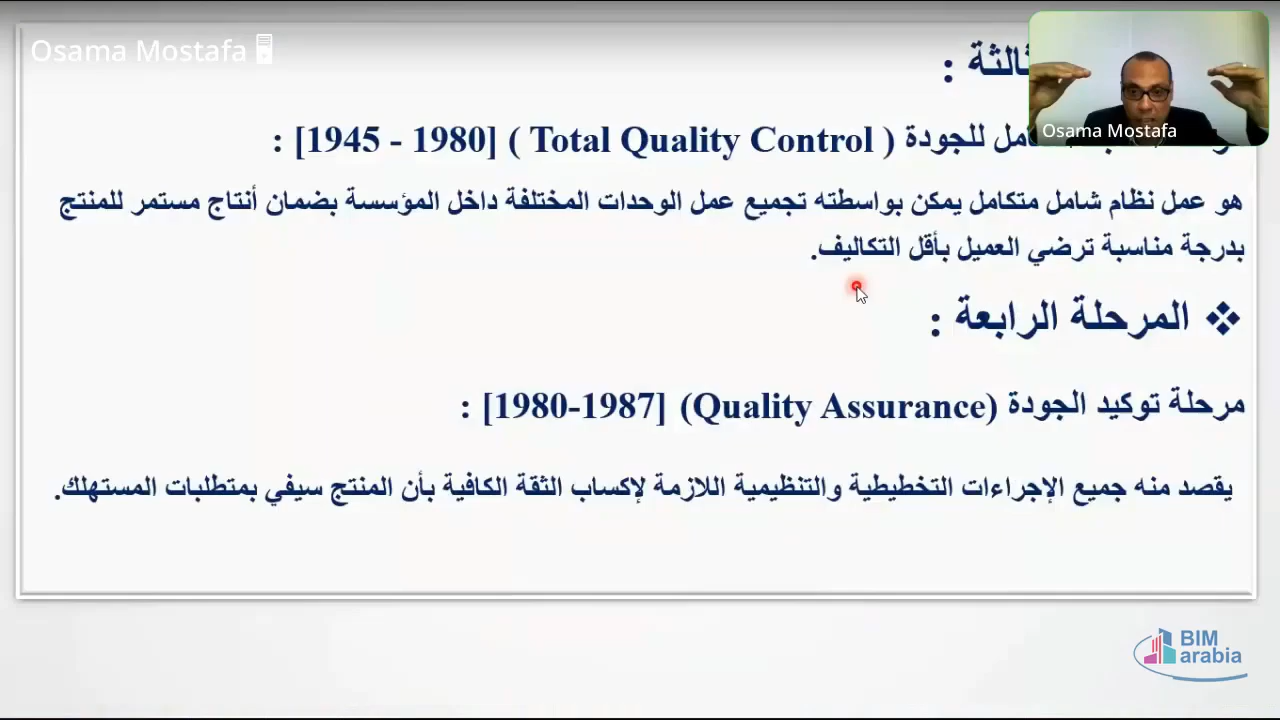 Osama Mostafa
Osama Mostafa
:
[1945 - 1980] ( Total Quality Control ) للجودة :
هو عمل نظام شامل متكامل يمكن بواسطته تجميع عمل الوحدات المختلفة داخل المؤسسة بضمان أنتاج مستمر للمنتج
بدرجة مناسبة ترضي العميل بأقل التكاليف.
❖ المرحلة الرابعة :
مرحلة توكيد الجودة (Quality Assurance) [1980-1987] :
يقصد منه جميع الإجراءات التخطيطية والتنظيمية اللازمة لإكساب الثقة الكافية بأن المنتج سيفي بمتطلبات المستهلك.
BIM
arabia